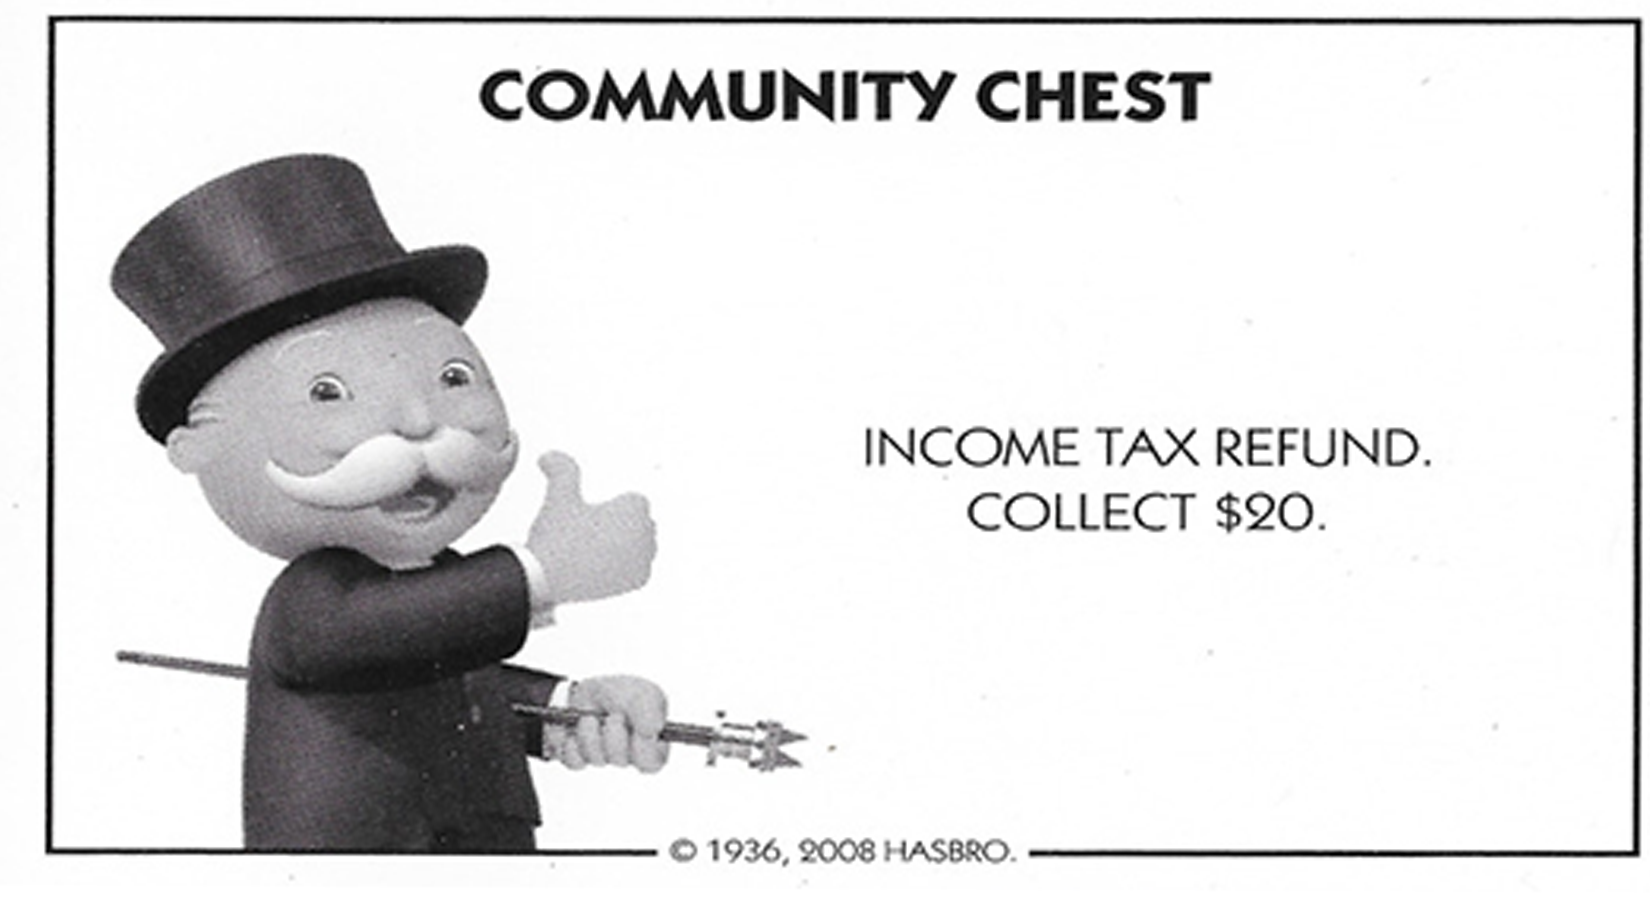 COMMUNITY CHEST
INCOME TAX REFUND.
COLLECT $20.
© 1936, 2008 HASBRO.